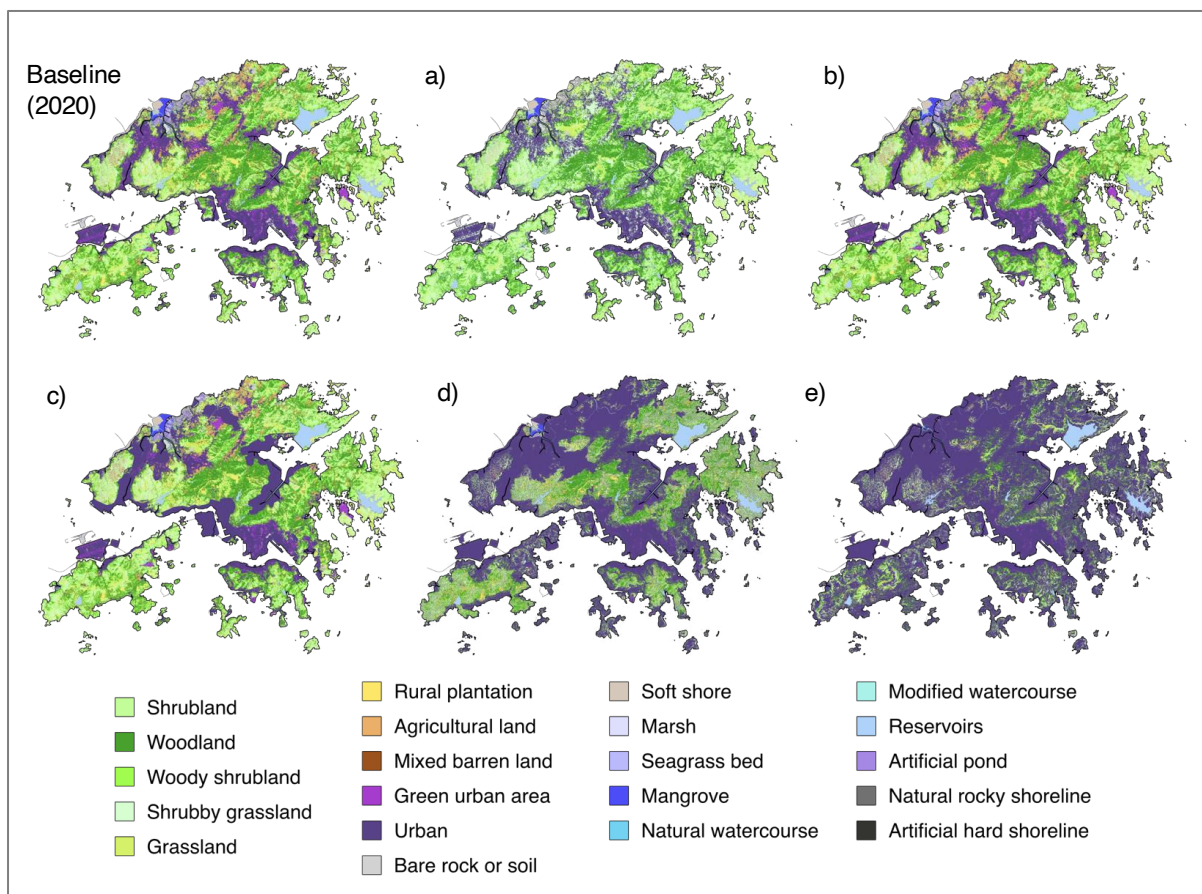 Baseline
(2020)
a)
b)
c)
d)
e)
Shrubland
Woodland
Woody shrubland
Shrubby grassland
Grassland
Rural plantation
Agricultural land
Mixed barren land
Green urban area
Urban
Bare rock or soil
Soft shore
Marsh
Seagrass bed
Mangrove
Natural watercourse
Modified watercourse
Reservoirs
Artificial pond
Natural rocky shoreline
Artificial hard shoreline